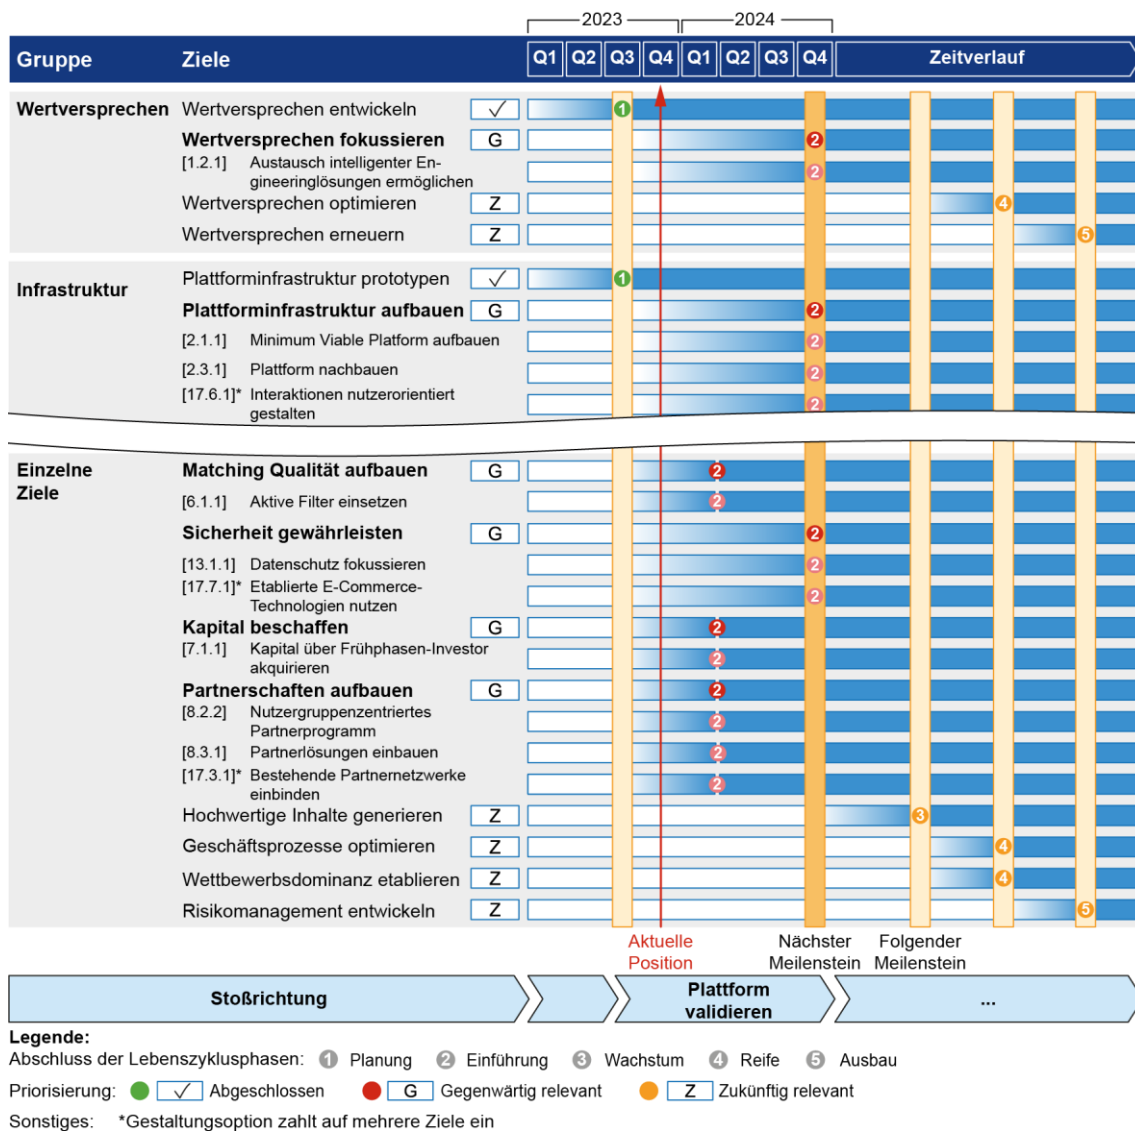 2023 2024
Gruppe Ziele Q1 Q2 Q3 Q4 Q1 Q2 Q3 Q4 Zeitverlauf
Wertversprechen Wertversprechen entwickeln ✓ 1
Wertversprechen fokussieren G 2
[1.2.1] Austausch intelligenter En-
gineeringlösungen ermöglichen 2
Wertversprechen optimieren Z 4
Wertversprechen erneuern Z 5
Infrastruktur Plattforminfrastruktur prototypen ✓ 1
Plattforminfrastruktur aufbauen G 2
[2.1.1] Minimum Viable Platform aufbauen 2
[2.3.1] Plattform nachbauen 2
[17.6.1]* Interaktionen nutzerorientiert
gestalten 2
Einzelne
Ziele
Matching Qualität aufbauen G 2
[6.1.1] Aktive Filter einsetzen 2
Sicherheit gewährleisten G 2
[13.1.1] Datenschutz fokussieren 2
[17.7.1]* Etablierte E-Commerce-
Technologien nutzen 2
Kapital beschaffen G 2
[7.1.1] Kapital über Frühphasen-Investor
akquirieren 2
Partnerschaften aufbauen G 2
[8.2.2] Nutzergruppenzentriertes
Partnerprogramm 2
[8.3.1] Partnerlösungen einbauen 2
[17.3.1]* Bestehende Partnernetzwerke
einbinden 2
Hochwertige Inhalte generieren Z 3
Geschäftsprozesse optimieren Z 4
Wettbewerbsdominanz etablieren Z 4
Risikomanagement entwickeln Z 5
Aktuelle
Position
Nächster
Meilenstein
Folgender
Meilenstein
Stoßrichtung
Plattform
validieren
...
Legende:
Abschluss der Lebenszyklusphasen: 1 Planung 2 Einführung 3 Wachstum 4 Reife 5 Ausbau
Priorisierung: ✓ Abgeschlossen G Gegenwärtig relevant Z Zukünftig relevant
Sonstiges: *Gestaltungsoption zahlt auf mehrere Ziele ein